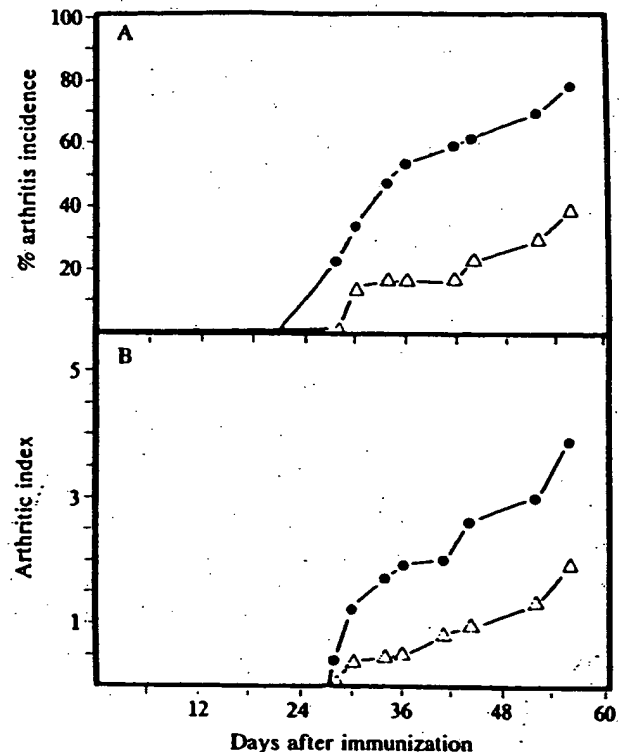 A
% arthritis incidence
100
80
60
40
20
B
Arthritic index
5
3
1
12
24
36
48
60
Days after immunization